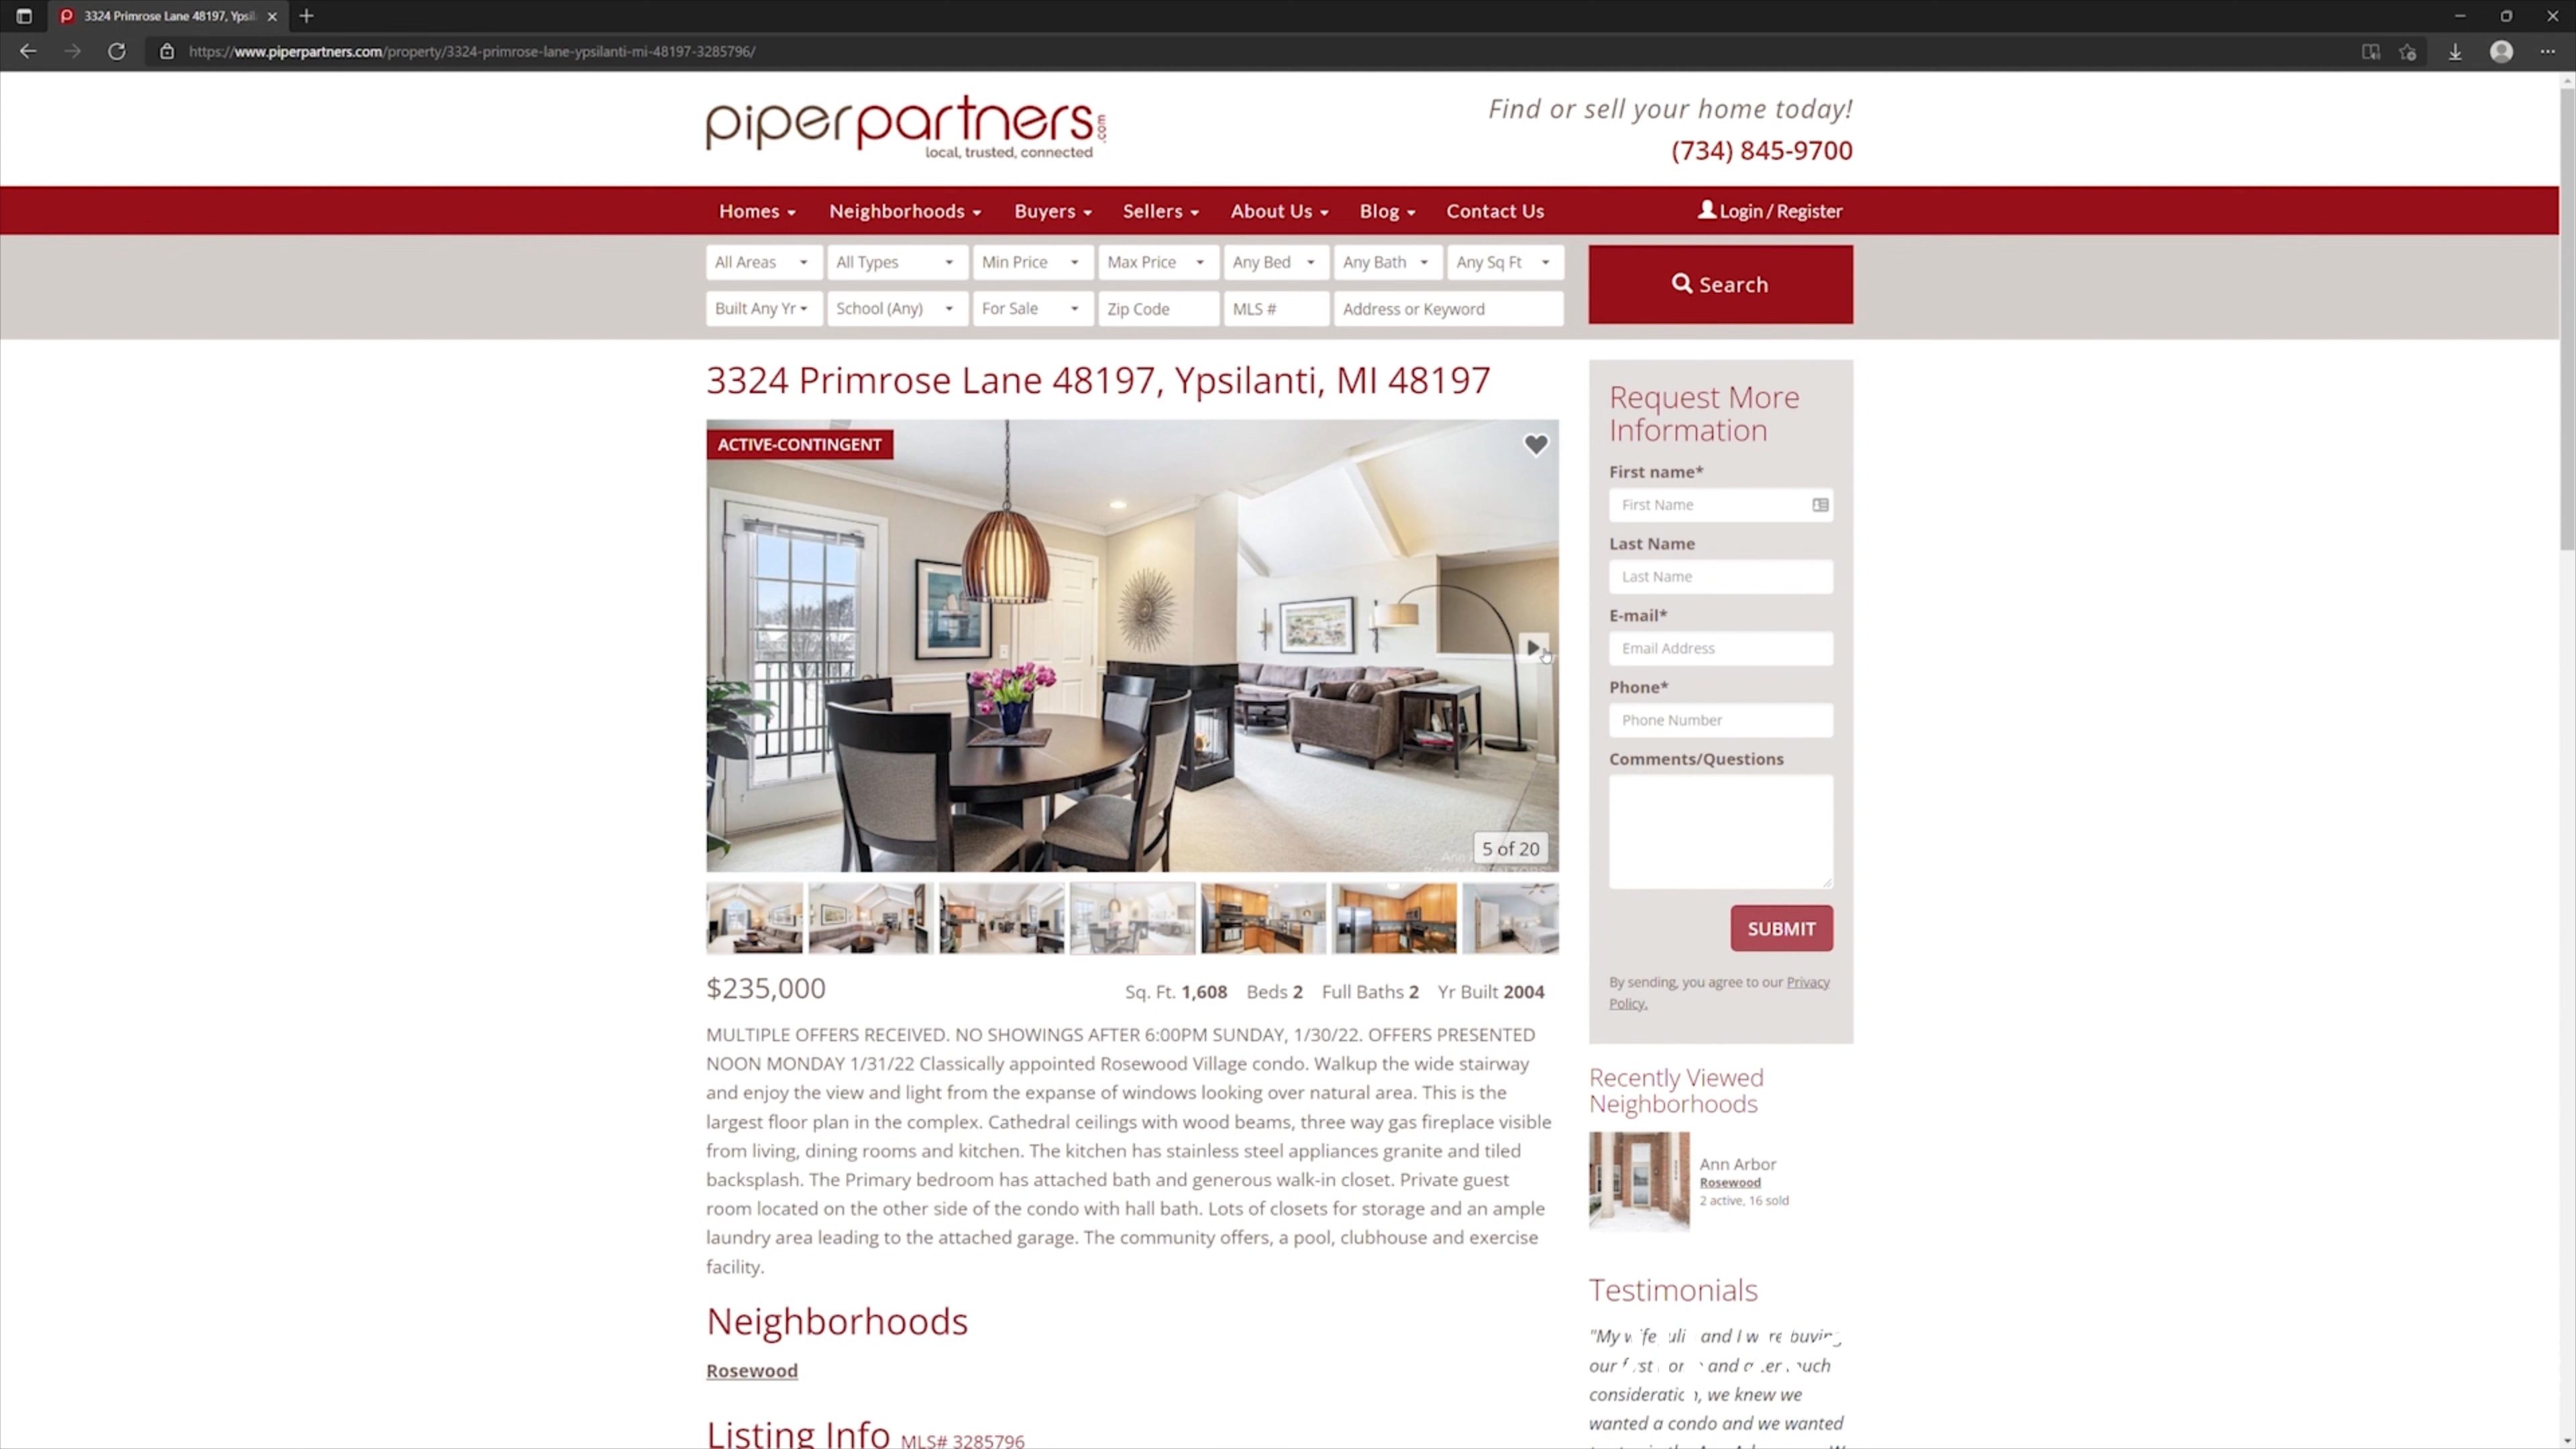 3324 Primrose Lane 48197, Ypsil
https://www.piperpartners.com/property/3324-primrose-lane-ypsilanti-mi-48197-3285796/
piperpartners.com
local, trusted, connected
Find or sell your home today!
(734) 845-9700
Homes Neighborhoods Buyers Sellers About Us Blog Contact Us Login / Register
All Areas All Types Min Price Max Price Any Bed Any Bath Any Sq Ft
Built Any Yr School (Any) For Sale Zip Code MLS # Address or Keyword
Search
3324 Primrose Lane 48197, Ypsilanti, MI 48197
ACTIVE-CONTINGENT
5 of 20
$235,000
Sq. Ft. 1,608 Beds 2 Full Baths 2 Yr Built 2004
MULTIPLE OFFERS RECEIVED. NO SHOWINGS AFTER 6:00PM SUNDAY, 1/30/22. OFFERS PRESENTED
NOON MONDAY 1/31/22 Classically appointed Rosewood Village condo. Walkup the wide stairway
and enjoy the view and light from the expanse of windows looking over natural area. This is the
largest floor plan in the complex. Cathedral ceilings with wood beams, three way gas fireplace visible
from living, dining rooms and kitchen. The kitchen has stainless steel appliances granite and tiled
backsplash. The Primary bedroom has attached bath and generous walk-in closet. Private guest
room located on the other side of the condo with hall bath. Lots of closets for storage and an ample
laundry area leading to the attached garage. The community offers, a pool, clubhouse and exercise
facility.
Neighborhoods
Rosewood
Listing Info MLS# 3285796
Request More
Information
First name*
First Name
Last Name
Last Name
E-mail*
Email Address
Phone*
Phone Number
Comments/Questions
SUBMIT
By sending, you agree to our Privacy
Policy.
Recently Viewed
Neighborhoods
Ann Arbor
Rosewood
2 active, 16 sold
Testimonials
"My and I buying
our and
we knew we
wanted a condo and we wanted